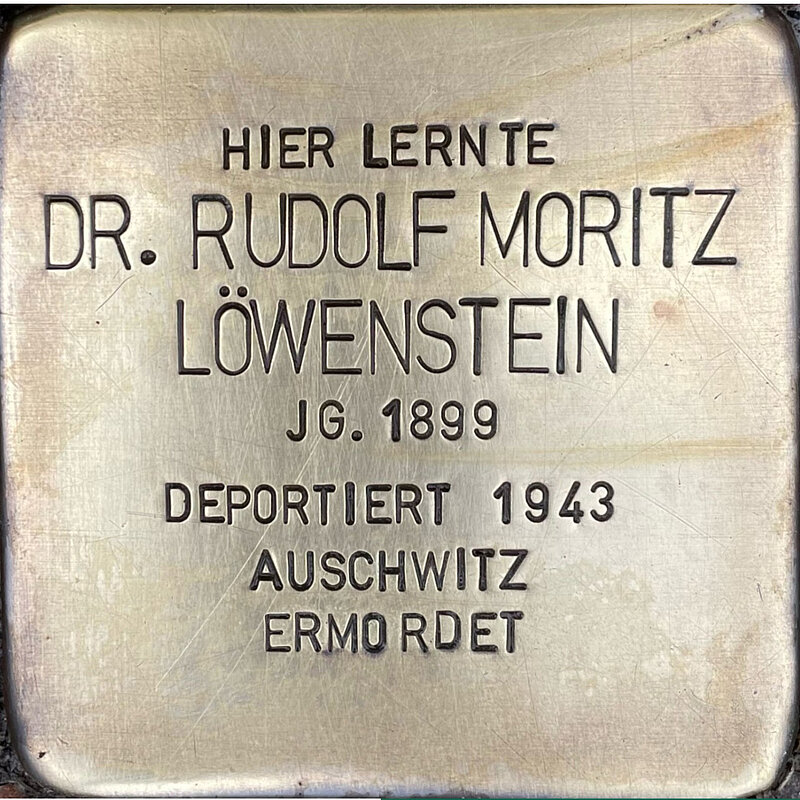 HIER LERNTE
DR. RUDOLF MORITZ
LÖWENSTEIN
JG. 1899
DEPORTIERT 1943
AUSCHWITZ
ERMORDET